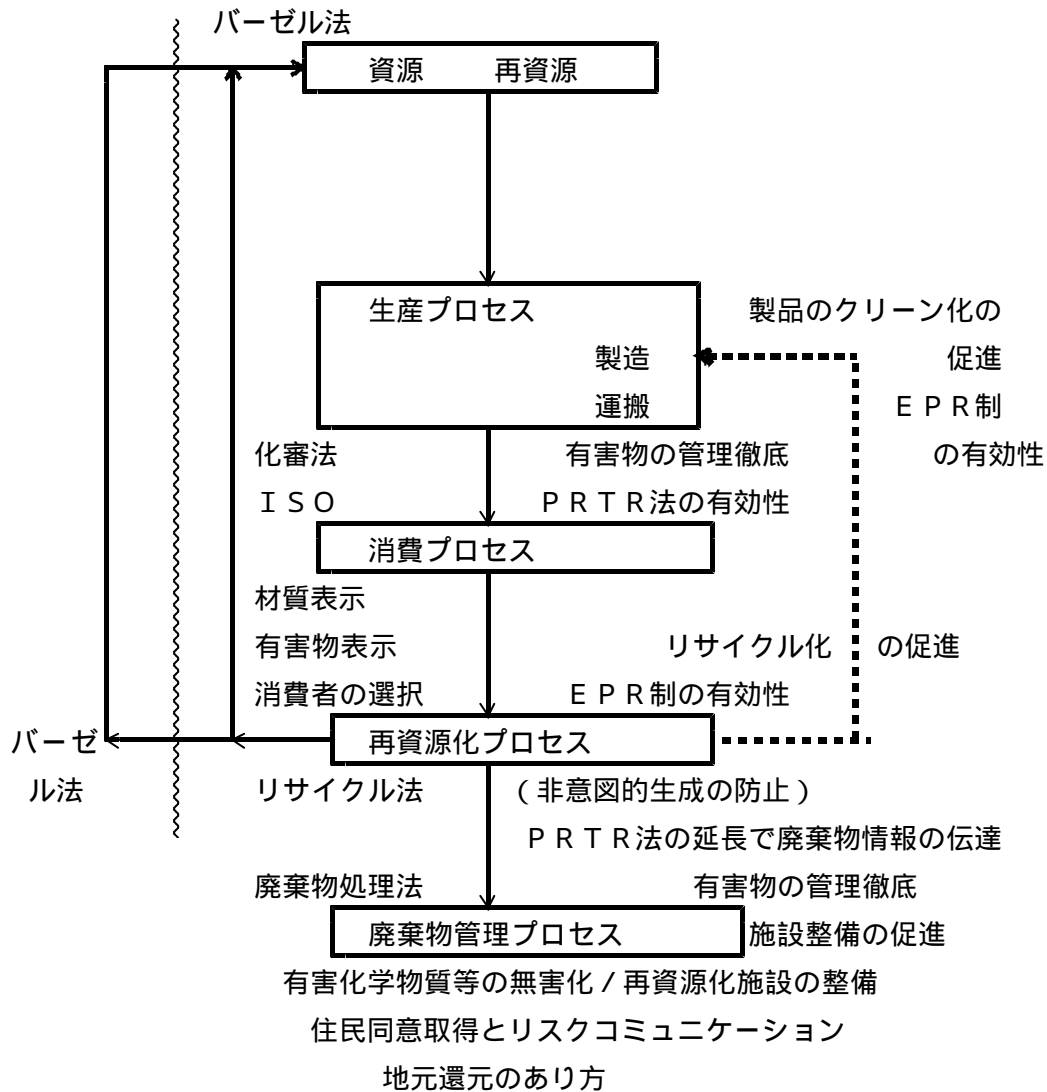 バーゼル法
資源　　再資源
生産プロセス　　製品のクリーン化の
製造　　促進
運搬　　ＥＰＲ制
化審法　　有害物の管理徹底　　の有効性
ＩＳＯ　　ＰＲＴＲ法の有効性
消費プロセス
材質表示
有害物表示　　リサイクル化　の促進
消費者の選択　　ＥＰＲ制の有効性
バーゼ　　再資源化プロセス
ル法　　リサイクル法　　（非意図的生成の防止）
ＰＲＴＲ法の延長で廃棄物情報の伝達
廃棄物処理法　　有害物の管理徹底
廃棄物管理プロセス　　施設整備の促進
有害化学物質等の無害化／再資源化施設の整備
住民同意取得とリスクコミュニケーション
地元還元のあり方